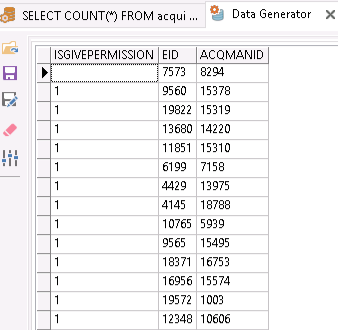 SELECT COUNT(*) FROM acqui ... Data Generator
ISGIVEPERMISSION EID ACQMANID
7573 8294
1 9560 15378
1 19822 15319
1 13680 14220
1 11851 15310
1 6199 7158
1 4429 13975
1 4145 18788
1 10765 5939
1 9565 15495
1 18371 16753
1 16956 15574
1 19572 1003
1 12348 10606